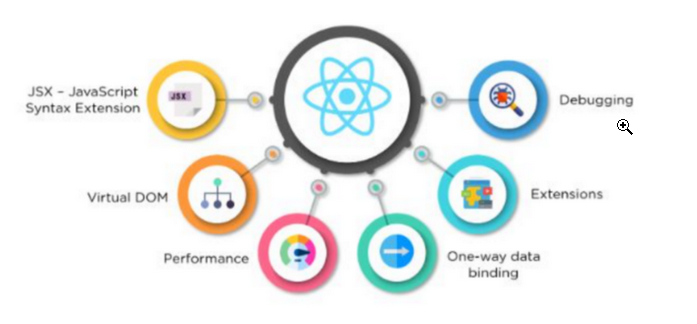 JSX – JavaScript
Syntax Extension
JSX
Debugging
Virtual DOM
Extensions
Performance
One-way data
binding